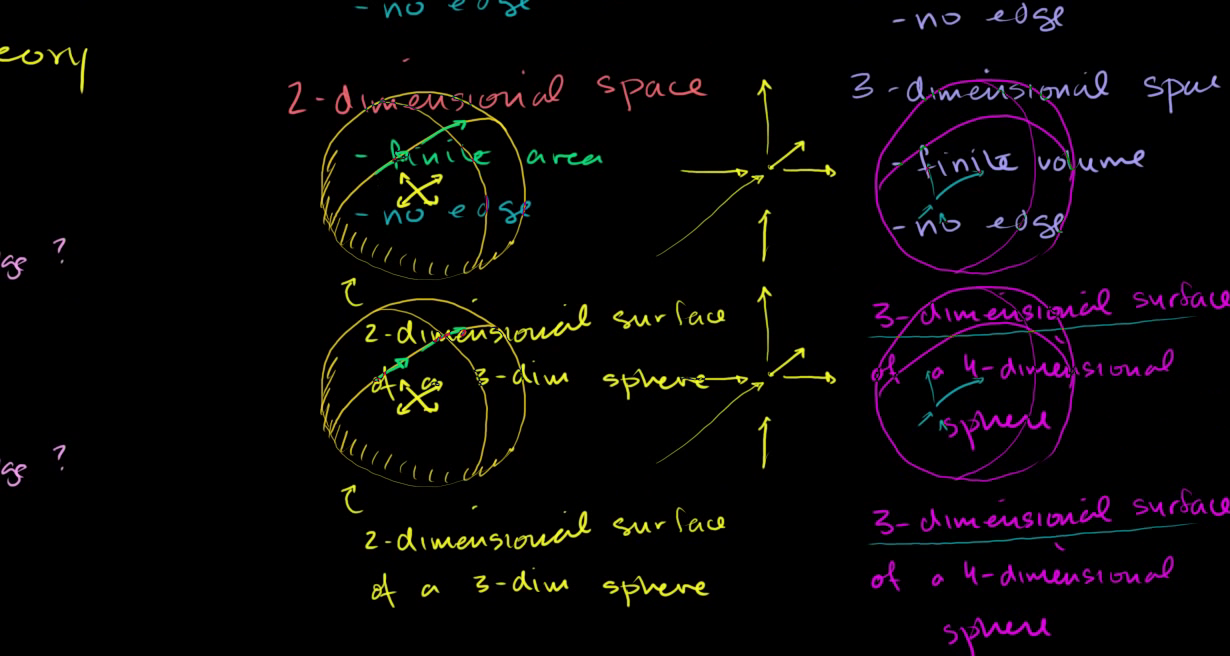 - no edge
- no edge
eory
2-dimensional space
3-dimensional spac
- finite area
- finite volume
- no edge
- no edge
ge ?
2-dimensional surface
3-dimensional surface
of a 3-dim sphere
of a 4-dimensional
sphere
ge ?
2-dimensional surface
3-dimensional surface
of a 3-dim sphere
of a 4-dimensional
sphere